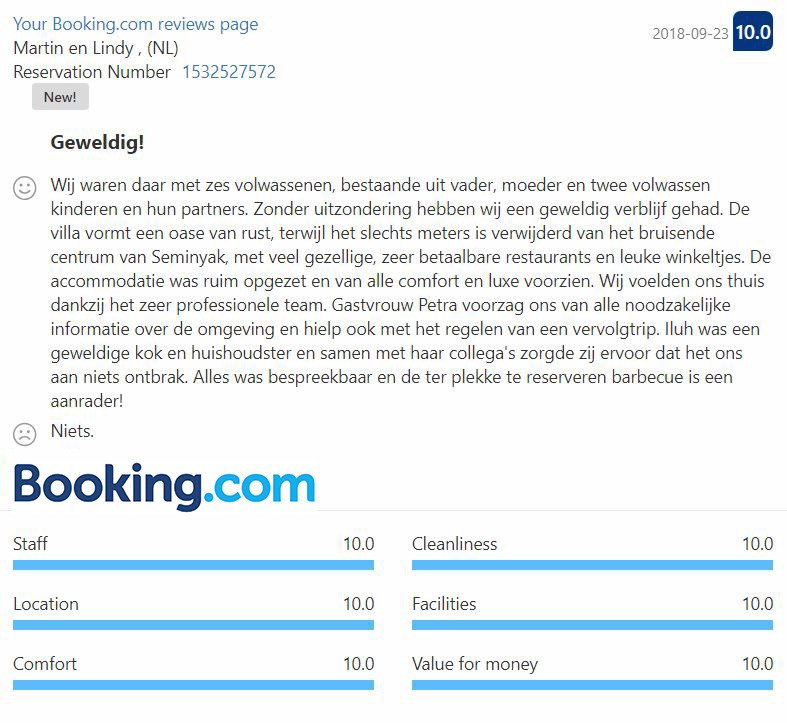 Your Booking.com reviews page
Martin en Lindy , (NL)
2018-09-23 10.0
Reservation Number 1532527572
New!
Geweldig!
Wij waren daar met zes volwassenen, bestaande uit vader, moeder en twee volwassen
kinderen en hun partners. Zonder uitzondering hebben wij een geweldig verblijf gehad. De
villa vormt een oase van rust, terwijl het slechts meters is verwijderd van het bruisende
centrum van Seminyak, met veel gezellige, zeer betaalbare restaurants en leuke winkeltjes. De
accommodatie was ruim opgezet en van alle comfort en luxe voorzien. Wij voelden ons thuis
dankzij het zeer professionele team. Gastvrouw Petra voorzag ons van alle noodzakelijke
informatie over de omgeving en hielp ook met het regelen van een vervolgtrip. Iluh was een
geweldige kok en huishoudster en samen met haar collega's zorgde zij ervoor dat het ons
aan niets ontbrak. Alles was bespreekbaar en de ter plekke te reserveren barbecue is een
aanrader!
Niets.
Booking.com
Staff 10.0 Cleanliness 10.0
Location 10.0 Facilities 10.0
Comfort 10.0 Value for money 10.0